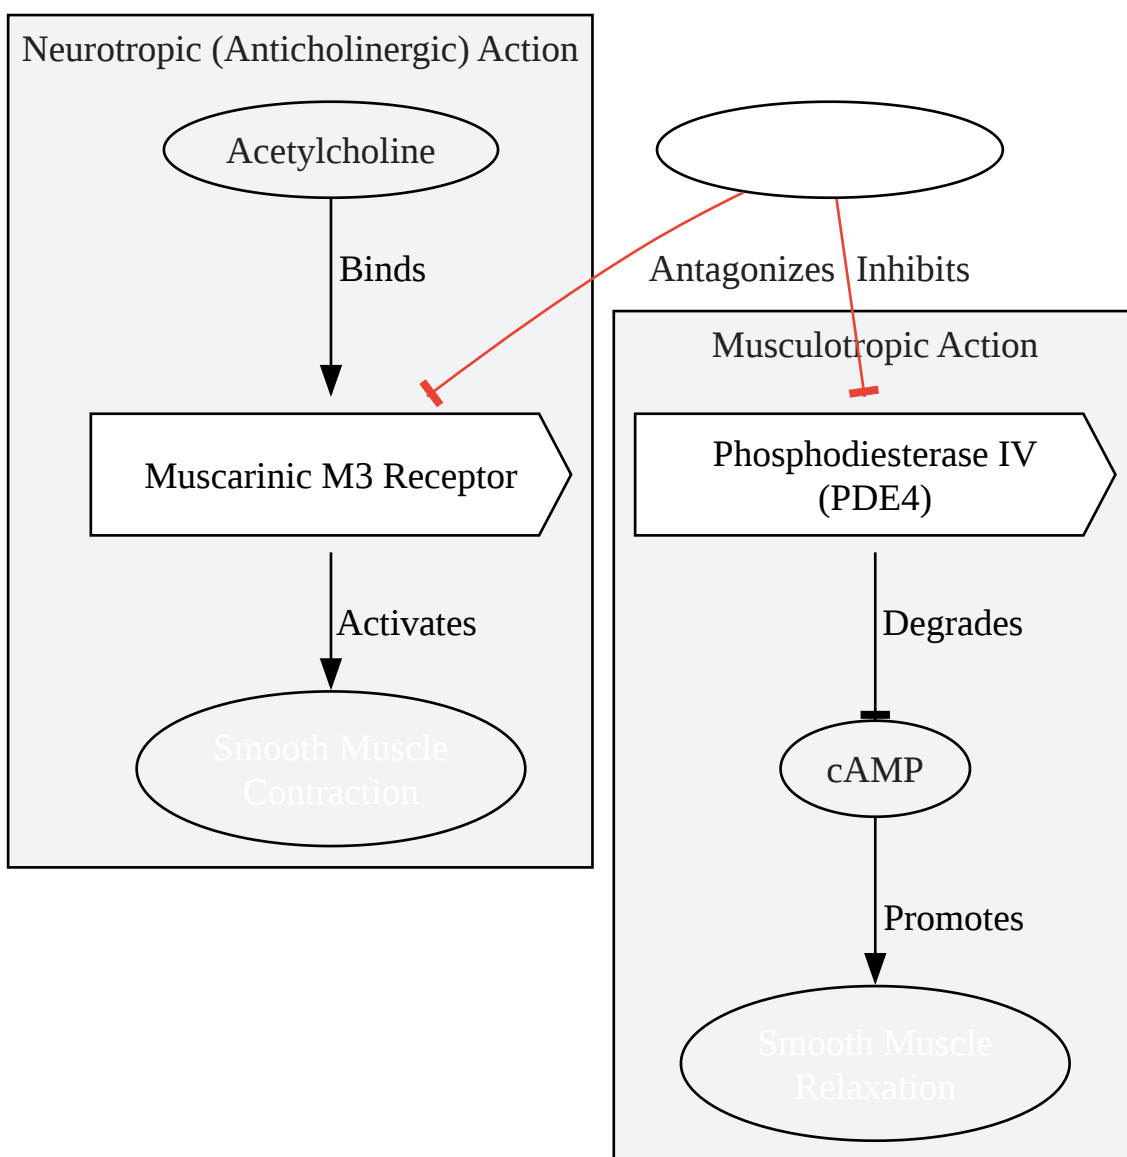 Neurotropic (Anticholinergic) Action
Acetylcholine
Binds
Antagonizes
Inhibits
Musculotropic Action
Muscarinic M3 Receptor
Phosphodiesterase IV
(PDE4)
Activates
Degrades
Smooth Muscle
Contraction
cAMP
Promotes
Smooth Muscle
Relaxation